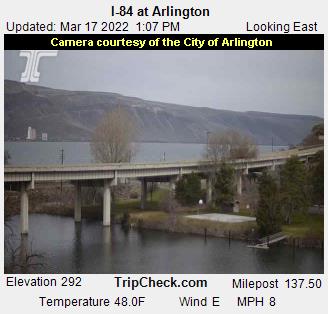 I-84 at Arlington
Updated: Mar 17 2022 1:07 PM Looking East
Camera courtesy of the City of Arlington
Elevation 292 TripCheck.com Milepost 137.50
Temperature 48.0F Wind E MPH 8